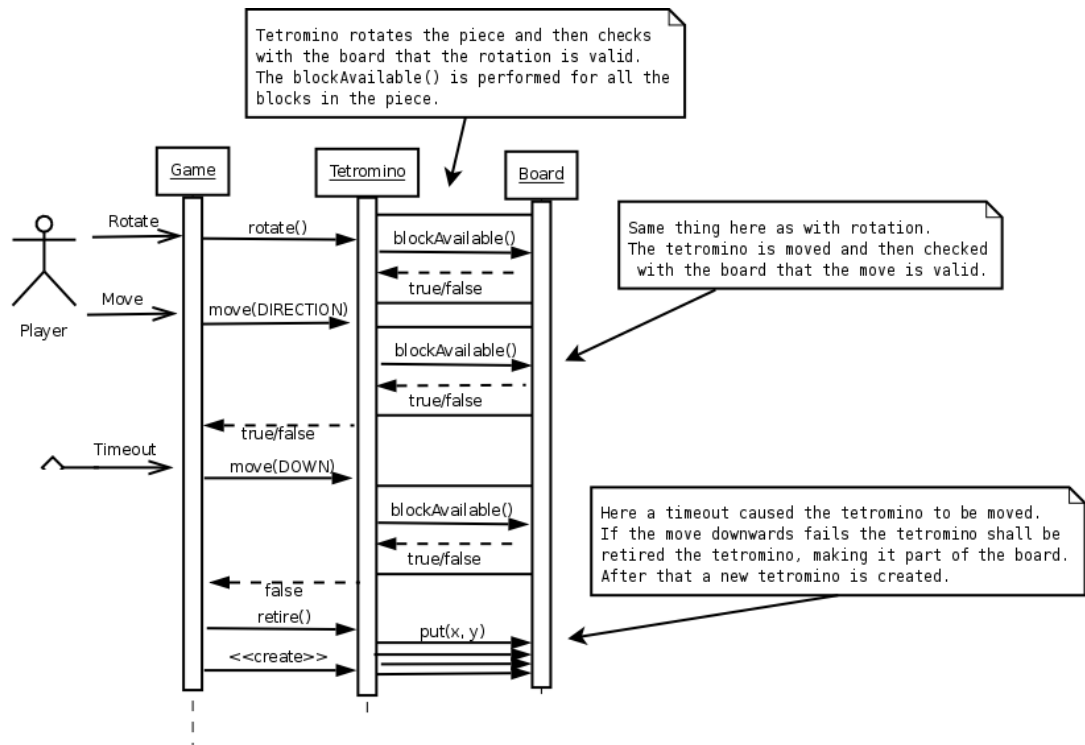 Tetromino rotates the piece and then checks
with the board that the rotation is valid.
The blockAvailable() is performed for all the
blocks in the piece.
Game
Tetromino
Board
Rotate
rotate()
blockAvailable()
true/false
Same thing here as with rotation.
The tetromino is moved and then checked
with the board that the move is valid.
Move
move(DIRECTION)
Player
blockAvailable()
true/false
true/false
Timeout
move(DOWN)
blockAvailable()
true/false
Here a timeout caused the tetromino to be moved.
If the move downwards fails the tetromino shall be
retired the tetromino, making it part of the board.
After that a new tetromino is created.
false
retire()
put(x, y)
<<create>>